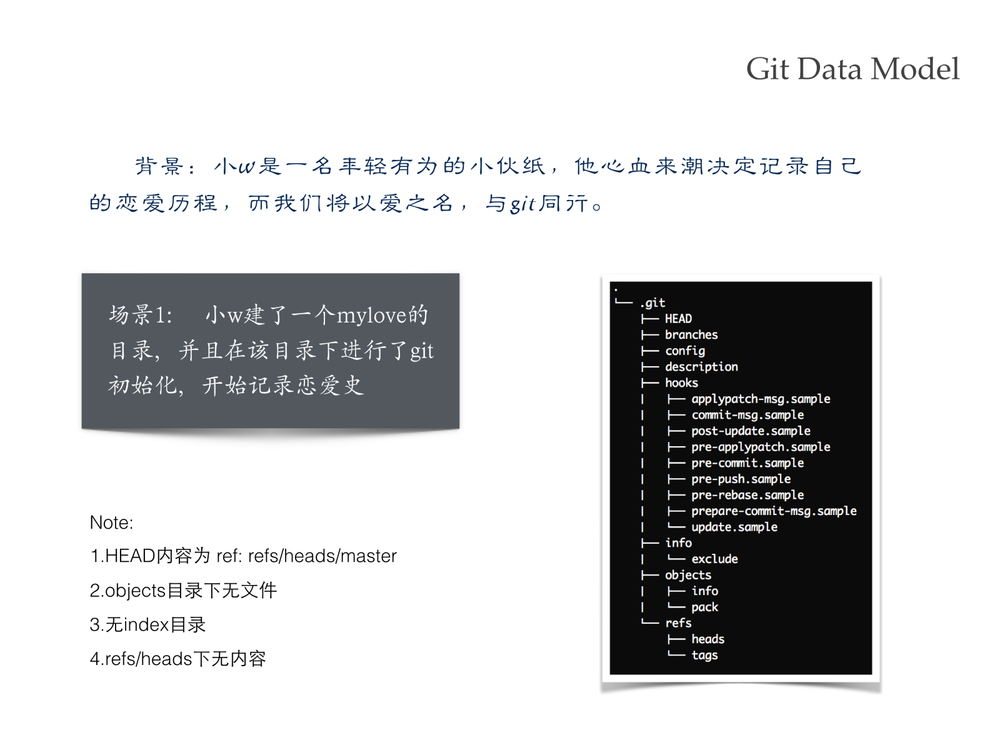 Git Data Model
背景：小w是一名年轻有为的小伙纸，他心血来潮决定记录自己
的恋爱历程，而我们将以爱之名，与git同行。
场景1:　小w建了一个mylove的
目录，并且在该目录下进行了git
初始化，开始记录恋爱史
Note:
1.HEAD内容为 ref: refs/heads/master
2.objects目录下无文件
3.无index目录
4.refs/heads下无内容
.
└── .git
    ├── HEAD
    ├── branches
    ├── config
    ├── description
    ├── hooks
    |   ├── applypatch-msg.sample
    |   ├── commit-msg.sample
    |   ├── post-update.sample
    |   ├── pre-applypatch.sample
    |   ├── pre-commit.sample
    |   ├── pre-push.sample
    |   ├── pre-rebase.sample
    |   ├── prepare-commit-msg.sample
    |   └── update.sample
    ├── info
    |   └── exclude
    ├── objects
    |   ├── info
    |   └── pack
    └── refs
        ├── heads
        └── tags